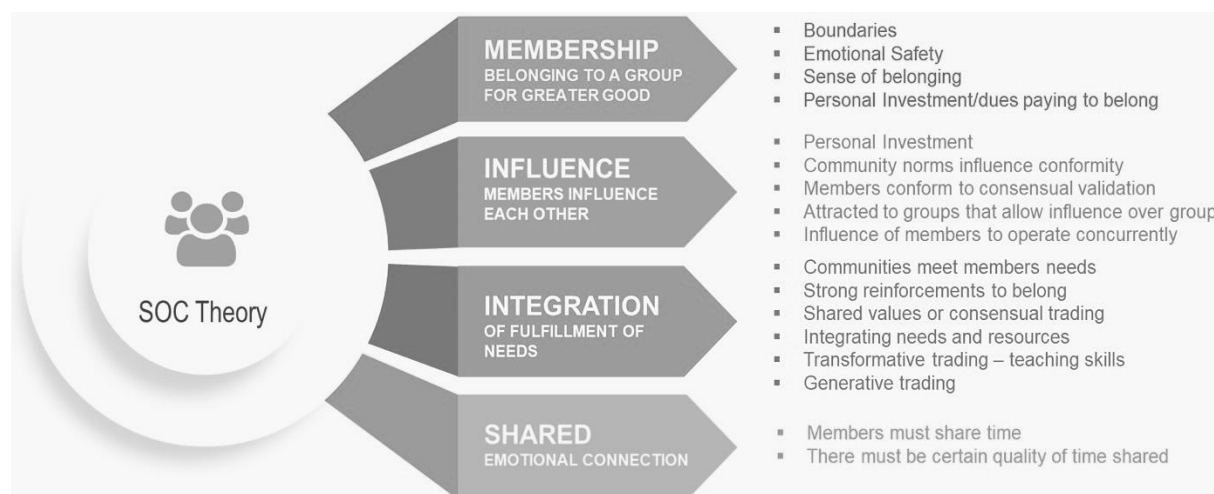 SOC Theory
MEMBERSHIP
BELONGING TO A GROUP
FOR GREATER GOOD
▪ Boundaries
▪ Emotional Safety
▪ Sense of belonging
▪ Personal Investment/dues paying to belong
INFLUENCE
MEMBERS INFLUENCE
EACH OTHER
▪ Personal Investment
▪ Community norms influence conformity
▪ Members conform to consensual validation
▪ Attracted to groups that allow influence over group
▪ Influence of members to operate concurrently
INTEGRATION
OF FULFILLMENT OF
NEEDS
▪ Communities meet members needs
▪ Strong reinforcements to belong
▪ Shared values or consensual trading
▪ Integrating needs and resources
▪ Transformative trading – teaching skills
▪ Generative trading
SHARED
EMOTIONAL CONNECTION
▪ Members must share time
▪ There must be certain quality of time shared